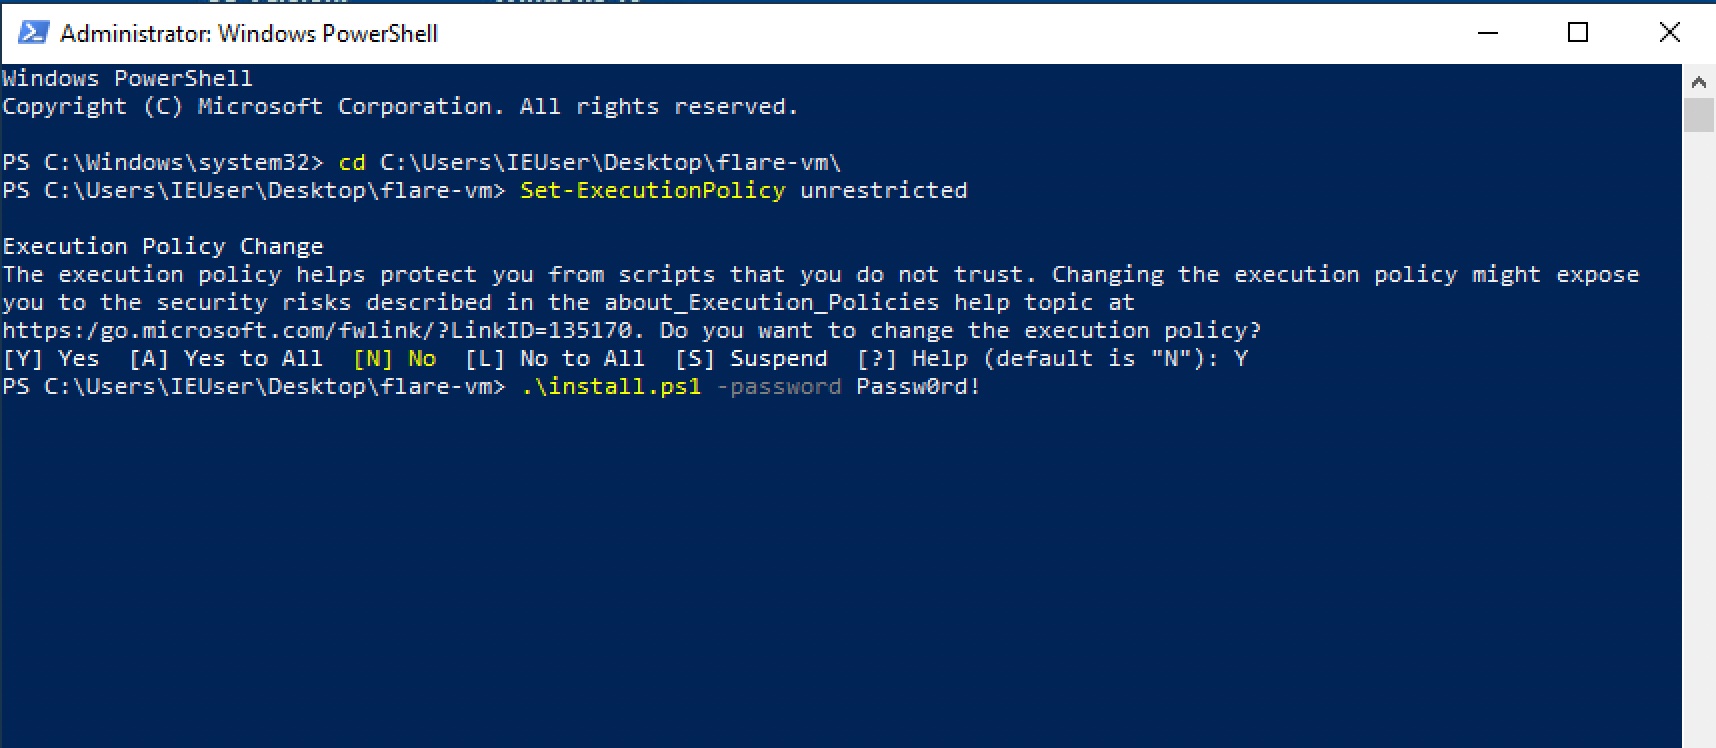 Administrator: Windows PowerShell
Windows PowerShell
Copyright (C) Microsoft Corporation. All rights reserved.
PS C:\Windows\system32> cd C:\Users\IEUser\Desktop\flare-vm\
PS C:\Users\IEUser\Desktop\flare-vm> Set-ExecutionPolicy unrestricted
Execution Policy Change
The execution policy helps protect you from scripts that you do not trust. Changing the execution policy might expose
you to the security risks described in the about_Execution_Policies help topic at
https:/go.microsoft.com/fwlink/?LinkID=135170. Do you want to change the execution policy?
[Y] Yes  [A] Yes to All  [N] No  [L] No to All  [S] Suspend  [?] Help (default is "N"): Y
PS C:\Users\IEUser\Desktop\flare-vm> .\install.ps1 -password Passw0rd!